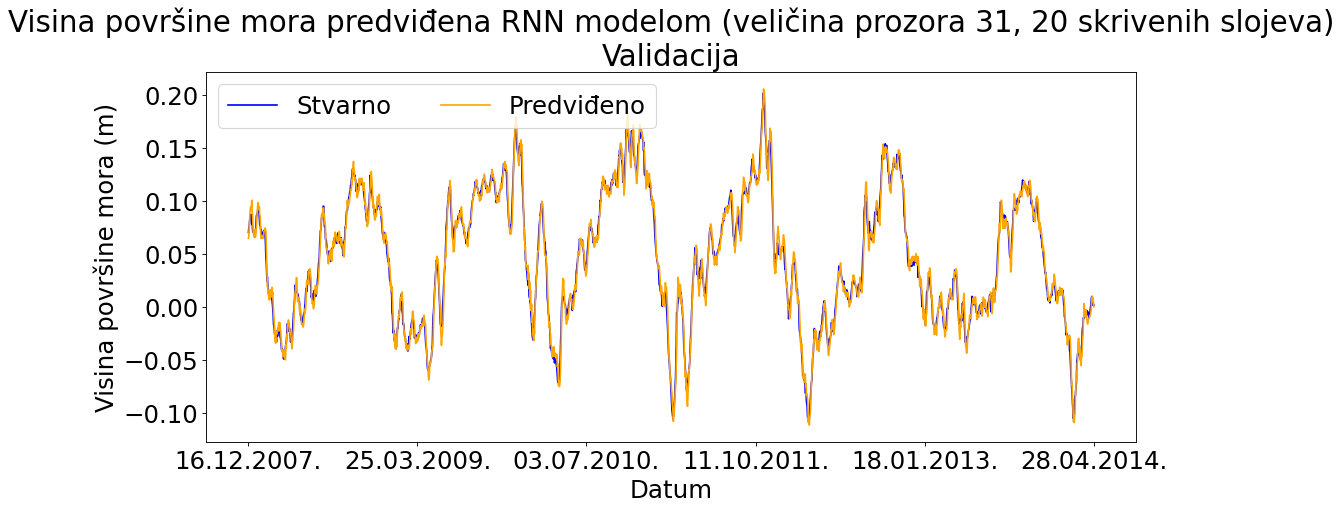 Visina površine mora predviđena RNN modelom (veličina prozora 31, 20 skrivenih slojeva)
Validacija
Stvarno Predviđeno
Visina površine mora (m)
0.20
0.15
0.10
0.05
0.00
−0.05
−0.10
16.12.2007. 25.03.2009. 03.07.2010. 11.10.2011. 18.01.2013. 28.04.2014.
Datum